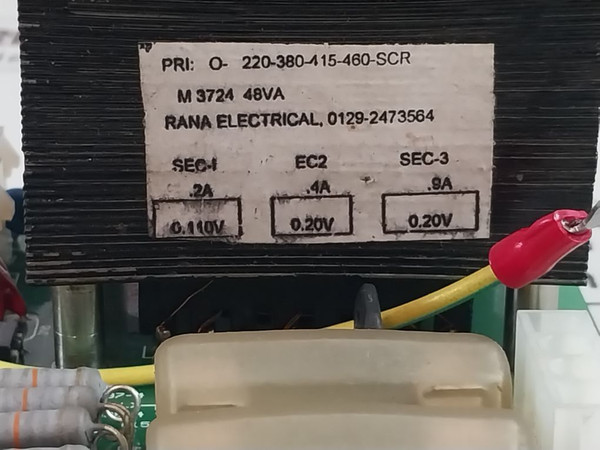 PRI: O- 220-380-415-460-SCR
M 3724 48VA
RANA ELECTRICAL, 0129-2473564
SEC-I EC2 SEC-3
.2A .4A .9A
0.110V 0.20V 0.20V